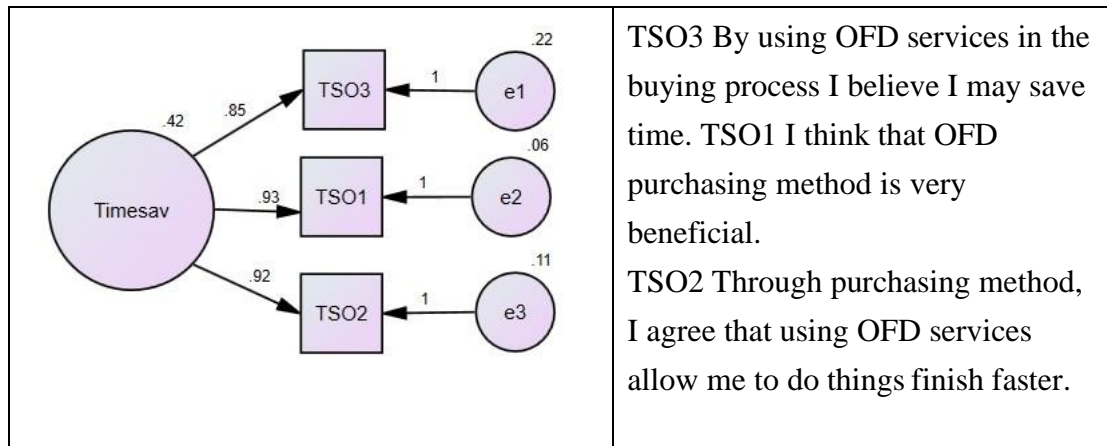 .22
.42
.85
TSO3
1
e1
.06
Timesav
.93
TSO1
1
e2
.11
.92
TSO2
1
e3
TSO3 By using OFD services in the
buying process I believe I may save
time. TSO1 I think that OFD
purchasing method is very
beneficial.
TSO2 Through purchasing method,
I agree that using OFD services
allow me to do things finish faster.